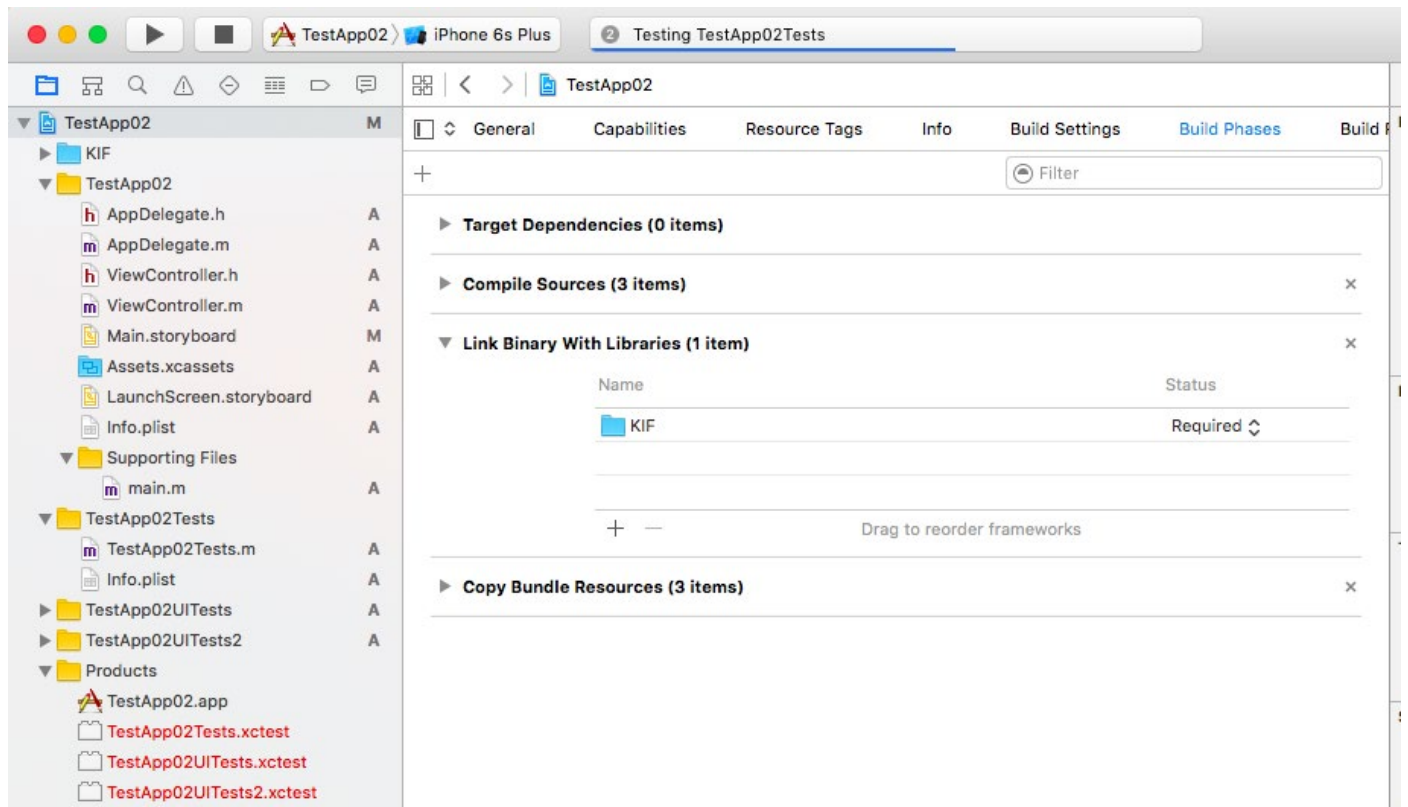 TestApp02 〉 iPhone 6s Plus
2 Testing TestApp02Tests
TestApp02
TestApp02 M
KIF
TestApp02
AppDelegate.h A
AppDelegate.m A
ViewController.h A
ViewController.m A
Main.storyboard M
Assets.xcassets A
LaunchScreen.storyboard A
Info.plist A
Supporting Files
main.m A
TestApp02Tests
TestApp02Tests.m A
Info.plist A
TestApp02UITests A
TestApp02UITests2 A
Products
TestApp02.app
TestApp02Tests.xctest
TestApp02UITests.xctest
TestApp02UITests2.xctest
General Capabilities Resource Tags Info Build Settings Build Phases Build
Filter
Target Dependencies (0 items)
Compile Sources (3 items)
Link Binary With Libraries (1 item)
Name Status
KIF Required
Drag to reorder frameworks
Copy Bundle Resources (3 items)